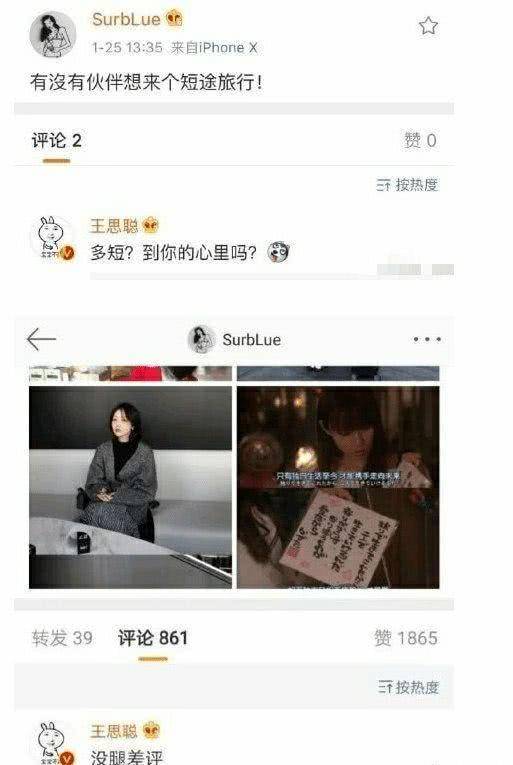 SurbLue
1-25 13:35 来自iPhone X
有沒有伙伴想来个短途旅行!
评论 2
赞 0
按热度
王思聪
多短？到你的心里吗？
SurbLue
只有独自生活至今 才能携手走向未来
转发 39
评论 861
赞 1865
按热度
王思聪
没腿差评